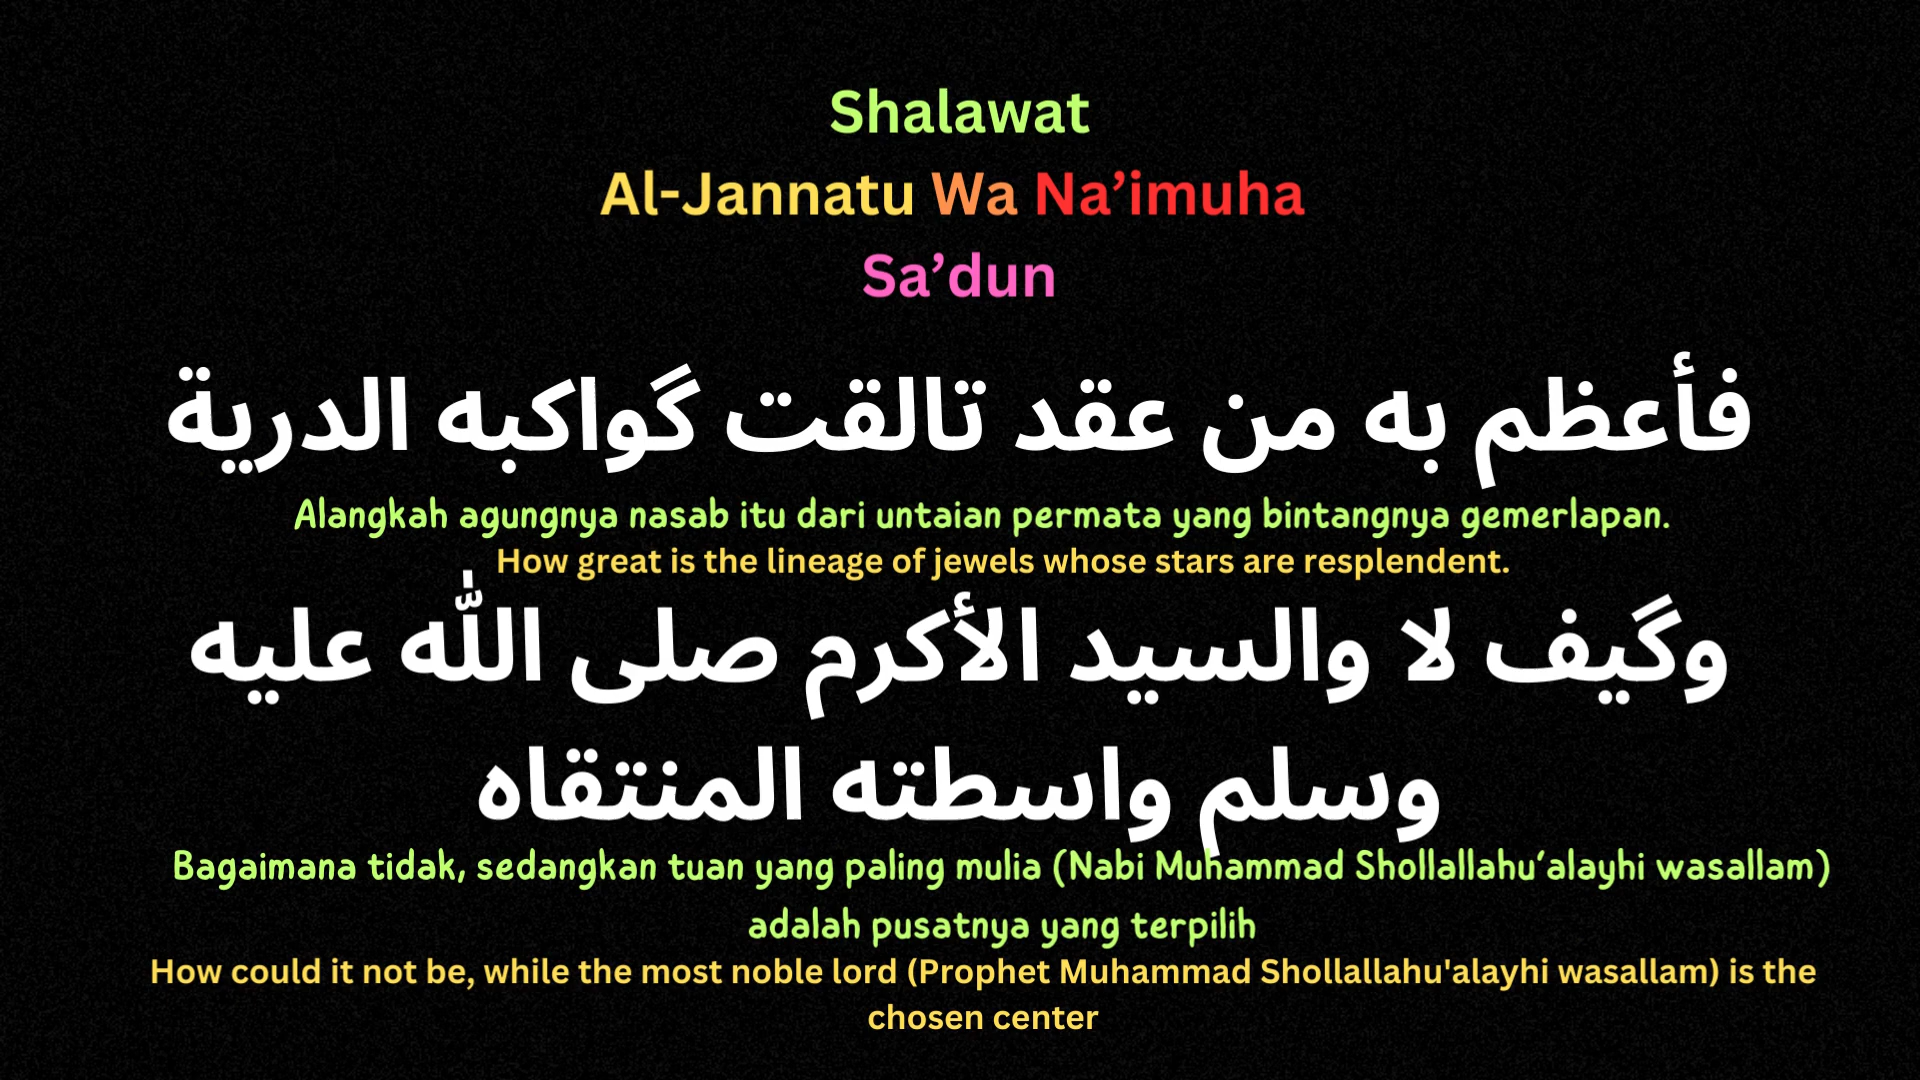 Shalawat
Al-Jannatu Wa Na’imuha
Sa’dun
فأعظم به من عقد تالقت گواكبه الدرية
Alangkah agungnya nasab itu dari untaian permata yang bintangnya gemerlapan.
How great is the lineage of jewels whose stars are resplendent.
وگيف لا والسيد الأكرم صلى الله عليه
وسلم واسطته المنتقاه
Bagaimana tidak, sedangkan tuan yang paling mulia (Nabi Muhammad Shollallahu’alayhi wasallam)
adalah pusatnya yang terpilih
How could it not be, while the most noble lord (Prophet Muhammad Shollallahu'alayhi wasallam) is the
chosen center